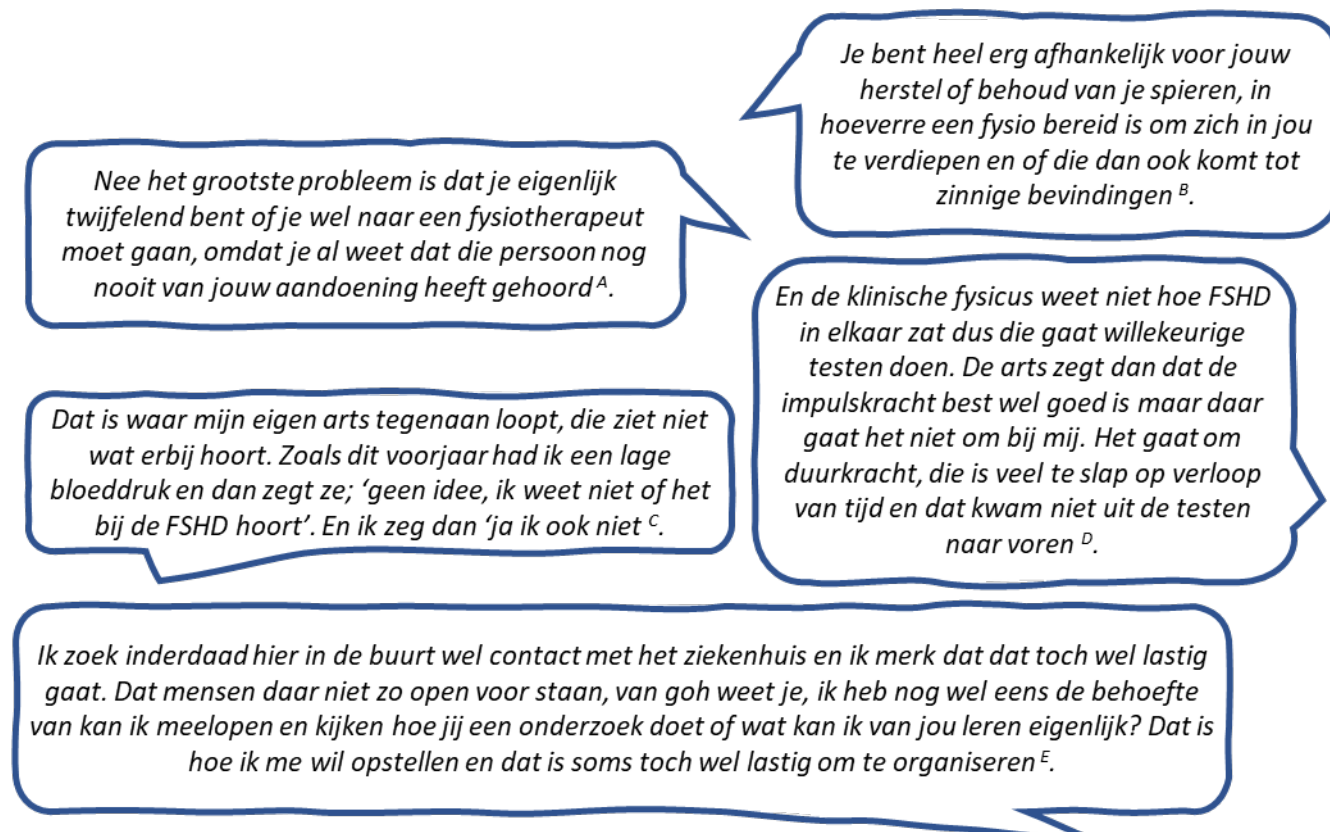 Je bent heel erg afhankelijk voor jouw
herstel of behoud van je spieren, in
hoeverre een fysio bereid is om zich in jou
te verdiepen en of die dan ook komt tot
zinnige bevindingen B.
Nee het grootste probleem is dat je eigenlijk
twijfelend bent of je wel naar een fysiotherapeut
moet gaan, omdat je al weet dat die persoon nog
nooit van jouw aandoening heeft gehoord A.
En de klinische fysicus weet niet hoe FSHD
in elkaar zat dus die gaat willekeurige
testen doen. De arts zegt dan dat de
impulskracht best wel goed is maar daar
gaat het niet om bij mij. Het gaat om
duurkracht, die is veel te slap op verloop
van tijd en dat kwam niet uit de testen
naar voren D.
Dat is waar mijn eigen arts tegenaan loopt, die ziet niet
wat erbij hoort. Zoals dit voorjaar had ik een lage
bloeddruk en dan zegt ze; ‘geen idee, ik weet niet of het
bij de FSHD hoort’. En ik zeg dan ‘ja ik ook niet C.
Ik zoek inderdaad hier in de buurt wel contact met het ziekenhuis en ik merk dat dat toch wel lastig
gaat. Dat mensen daar niet zo open voor staan, van goh weet je, ik heb nog wel eens de behoefte
van kan ik meelopen en kijken hoe jij een onderzoek doet of wat kan ik van jou leren eigenlijk? Dat is
hoe ik me wil opstellen en dat is soms toch wel lastig om te organiseren E.